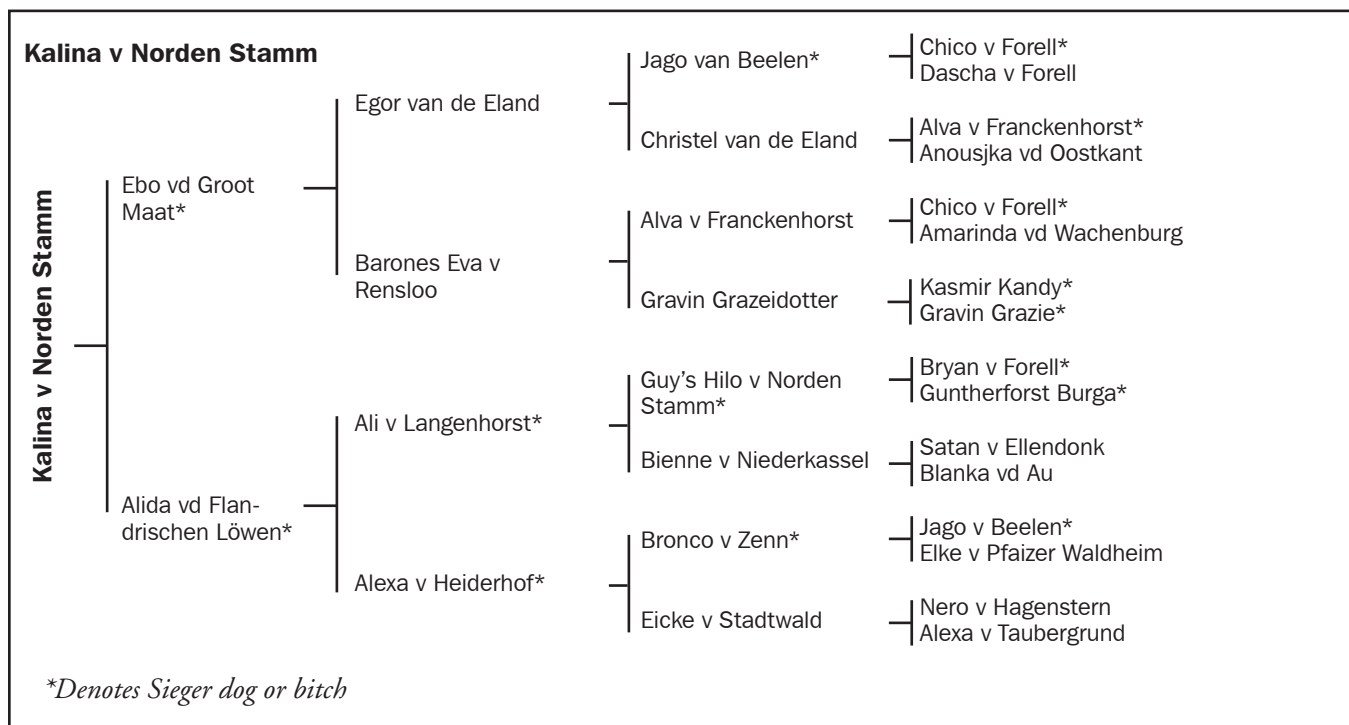 Kalina v Norden Stamm
Kalina v Norden Stamm
Ebo vd Groot
Maat*
Alida vd Flan-
drischen Löwen*
Egor van de Eland
Barones Eva v
Rensloo
Ali v Langenhorst*
Alexa v Heiderhof*
Jago van Beelen*
Christel van de Eland
Alva v Franckenhorst
Gravin Grazeidotter
Guy's Hilo v Norden
Stamm*
Bienne v Niederkassel
Bronco v Zenn*
Eicke v Stadtwald
Chico v Forell*
Dascha v Forell
Alva v Franckenhorst*
Anousjka vd Oostkant
Chico v Forell*
Amarinda vd Wachenburg
Kasmir Kandy*
Gravin Grazie*
Bryan v Forell*
Guntherforst Burga*
Satan v Ellendonk
Blanka vd Au
Jago v Beelen*
Elke v Pfaizer Waldheim
Nero v Hagenstern
Alexa v Taubergrund
*Denotes Sieger dog or bitch